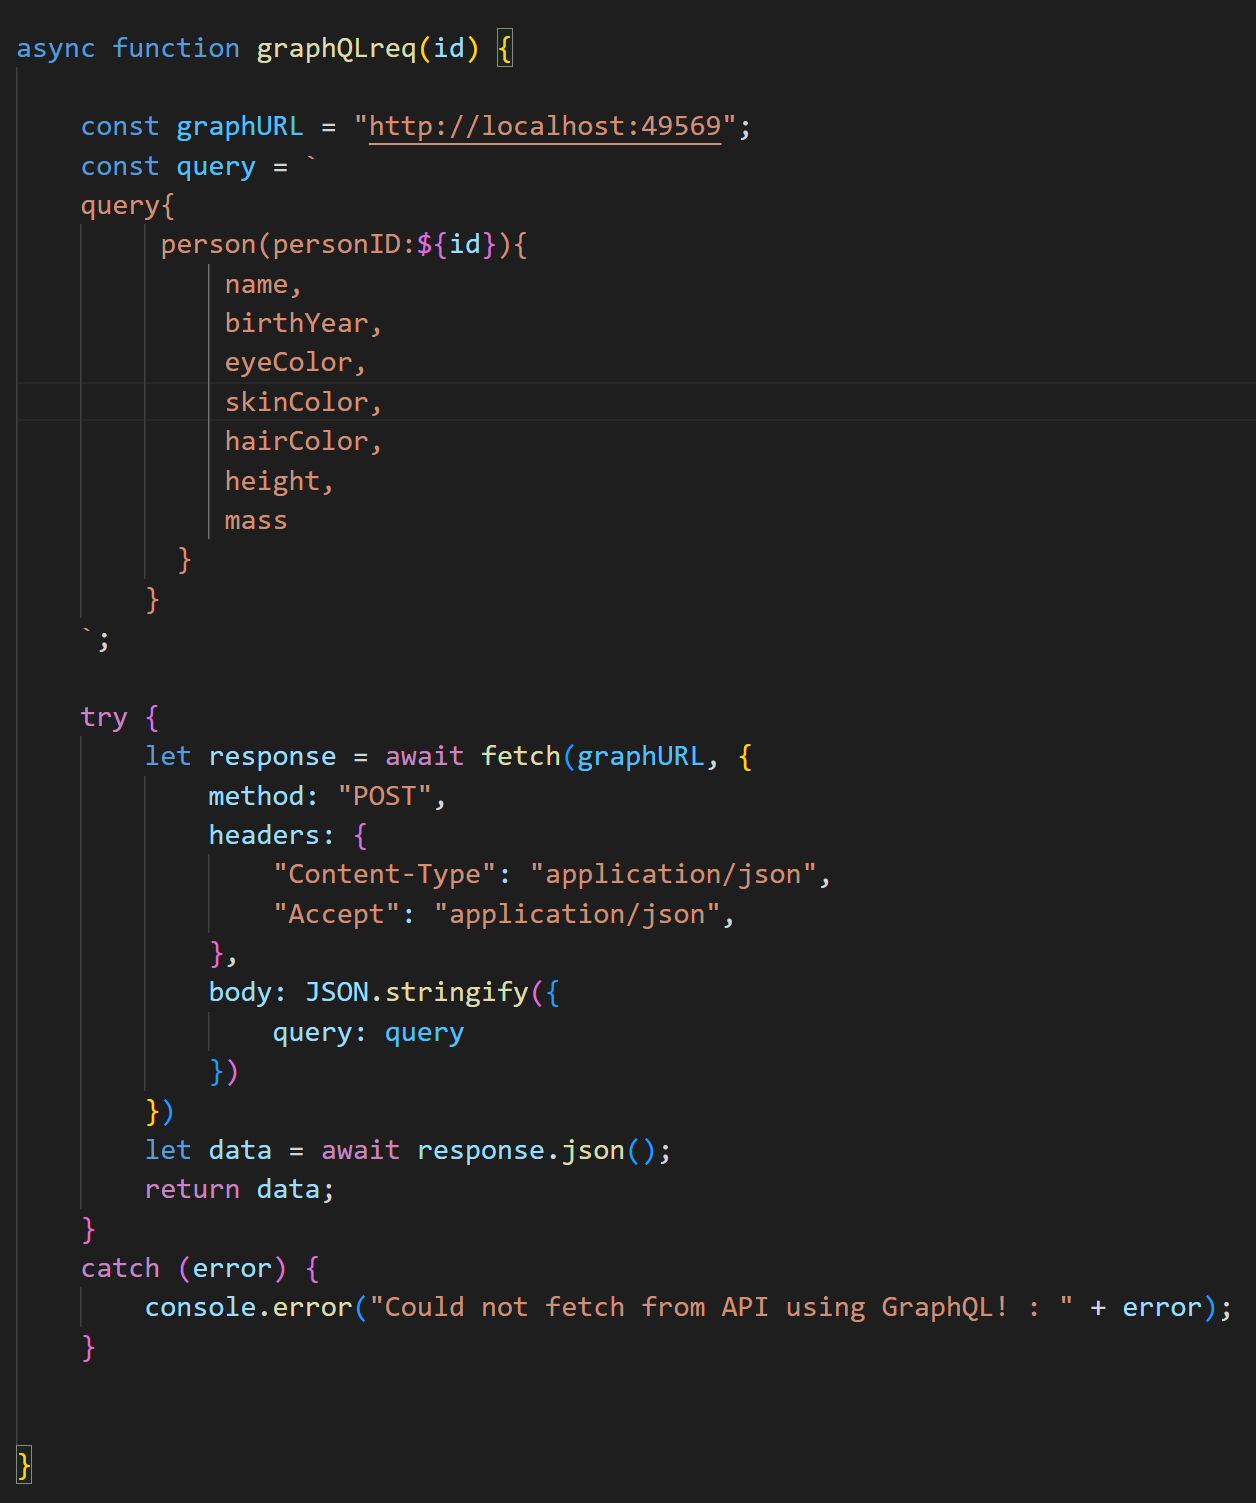 async function graphQLreq(id) {
const graphURL = "http://localhost:49569";
const query = `
query{
person(personID:${id}){
name,
birthYear,
eyeColor,
skinColor,
hairColor,
height,
mass
}
}
`;
try {
let response = await fetch(graphURL, {
method: "POST",
headers: {
"Content-Type": "application/json",
"Accept": "application/json",
},
body: JSON.stringify({
query: query
})
})
let data = await response.json();
return data;
}
catch (error) {
console.error("Could not fetch from API using GraphQL! : " + error);
}
}